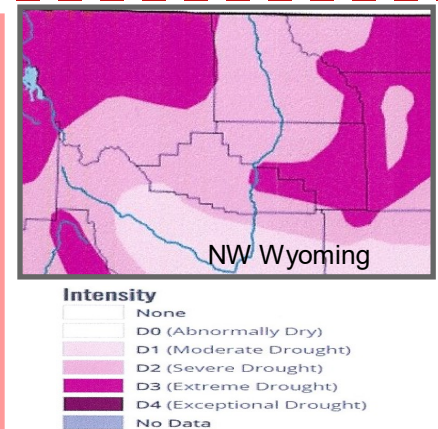 NW Wyoming
Intensity
None
D0 (Abnormally Dry)
D1 (Moderate Drought)
D2 (Severe Drought)
D3 (Extreme Drought)
D4 (Exceptional Drought)
No Data